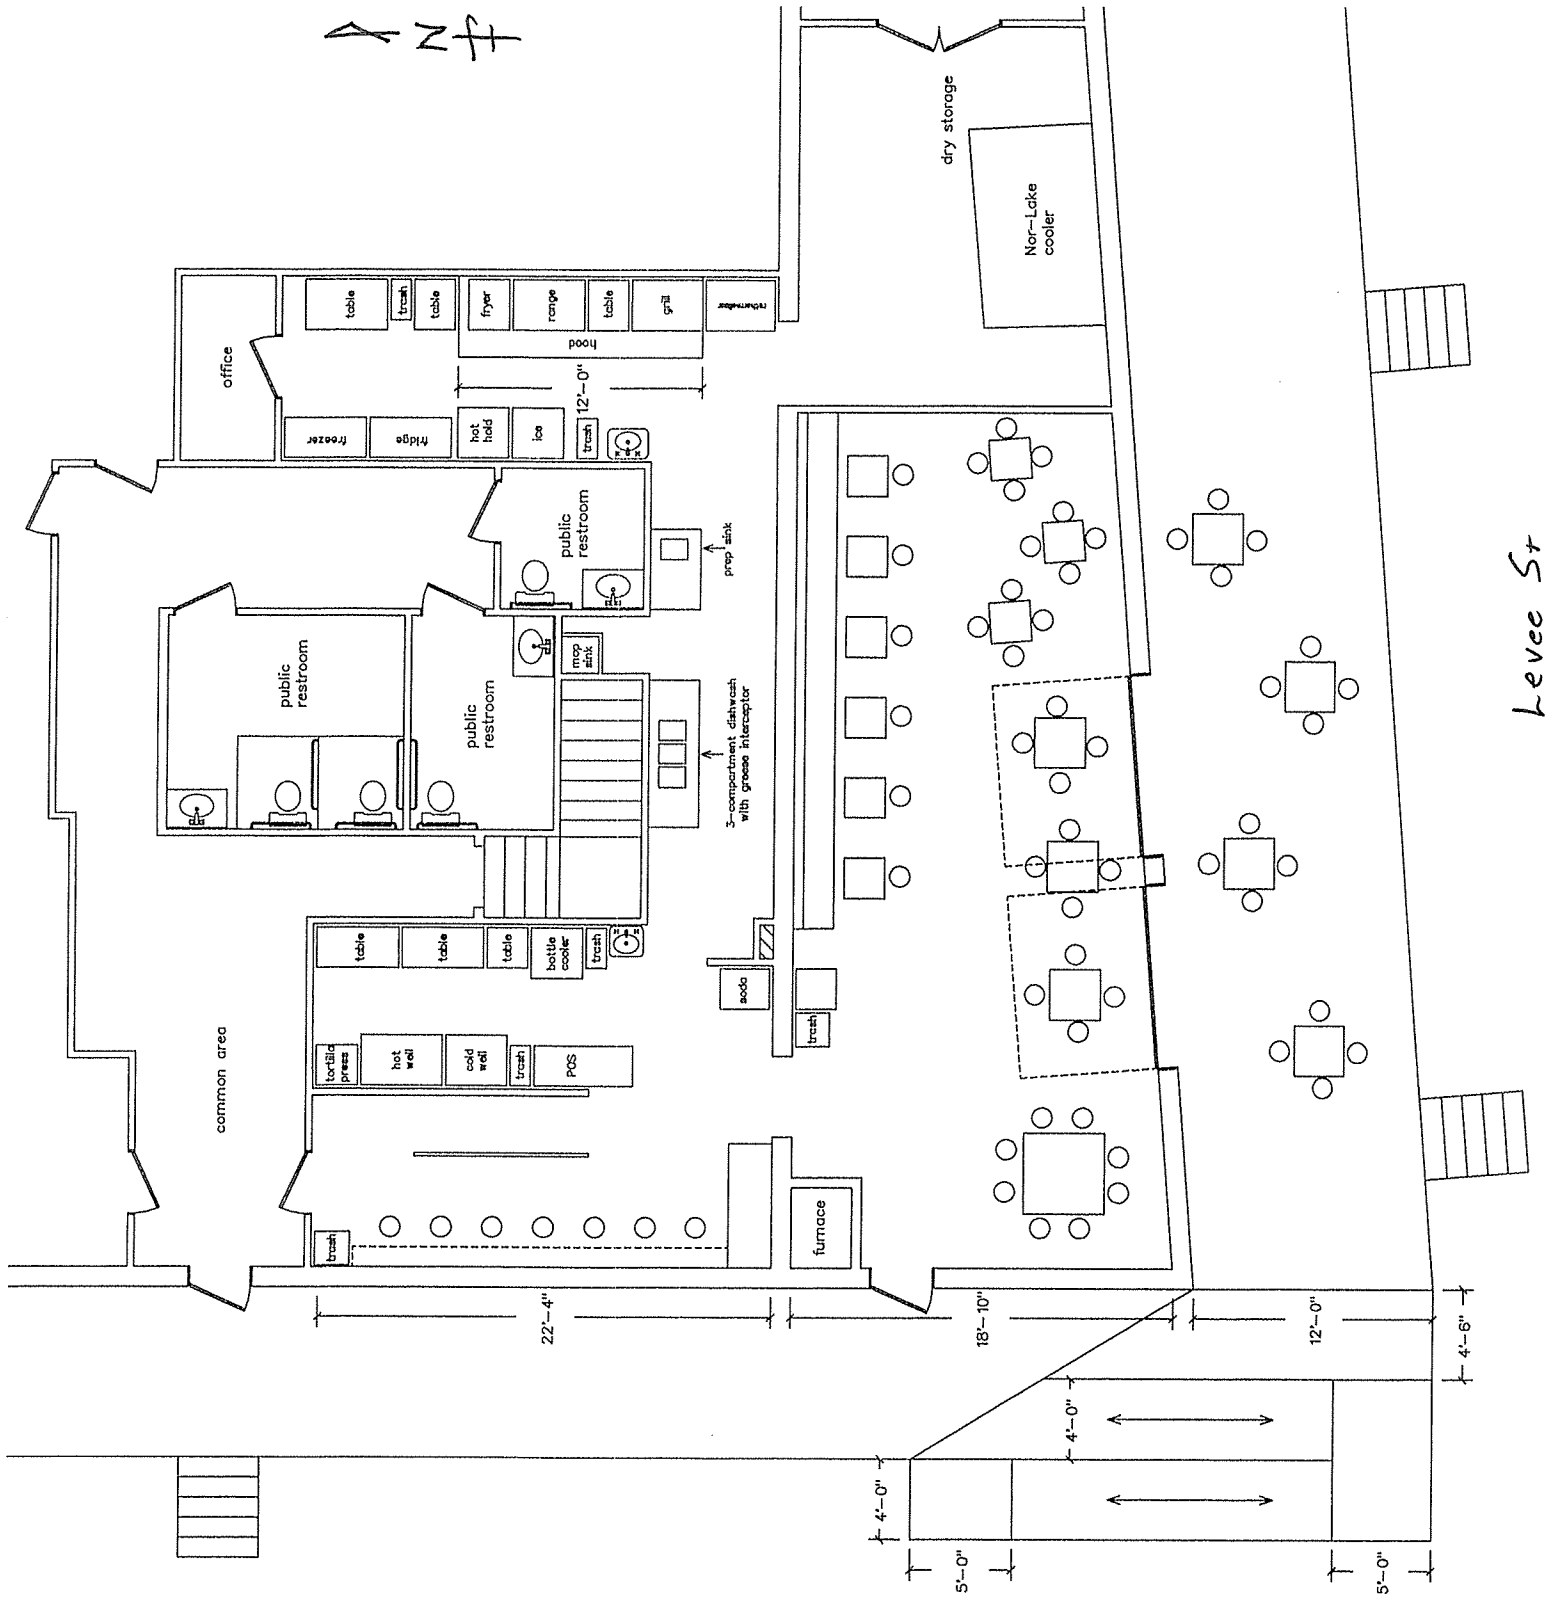 N
dry storage
Nor-Lake
cooler
office
table
trash
table
fryer
range
table
grill
hood
12'-0"
freezer
fridge
hot
hold
ice
trash
public
restroom
prep sink
public
restroom
public
restroom
mop
sink
3-compartment dishwash
with grease interceptor
table
table
table
bottle
cooler
trash
soda
trash
tortilla
press
hot
well
cold
well
trash
POS
common area
trash
furnace
22'-4"
18'-10"
12'-0"
4'-6"
4'-0"
4'-0"
5'-0"
5'-0"
Levee St